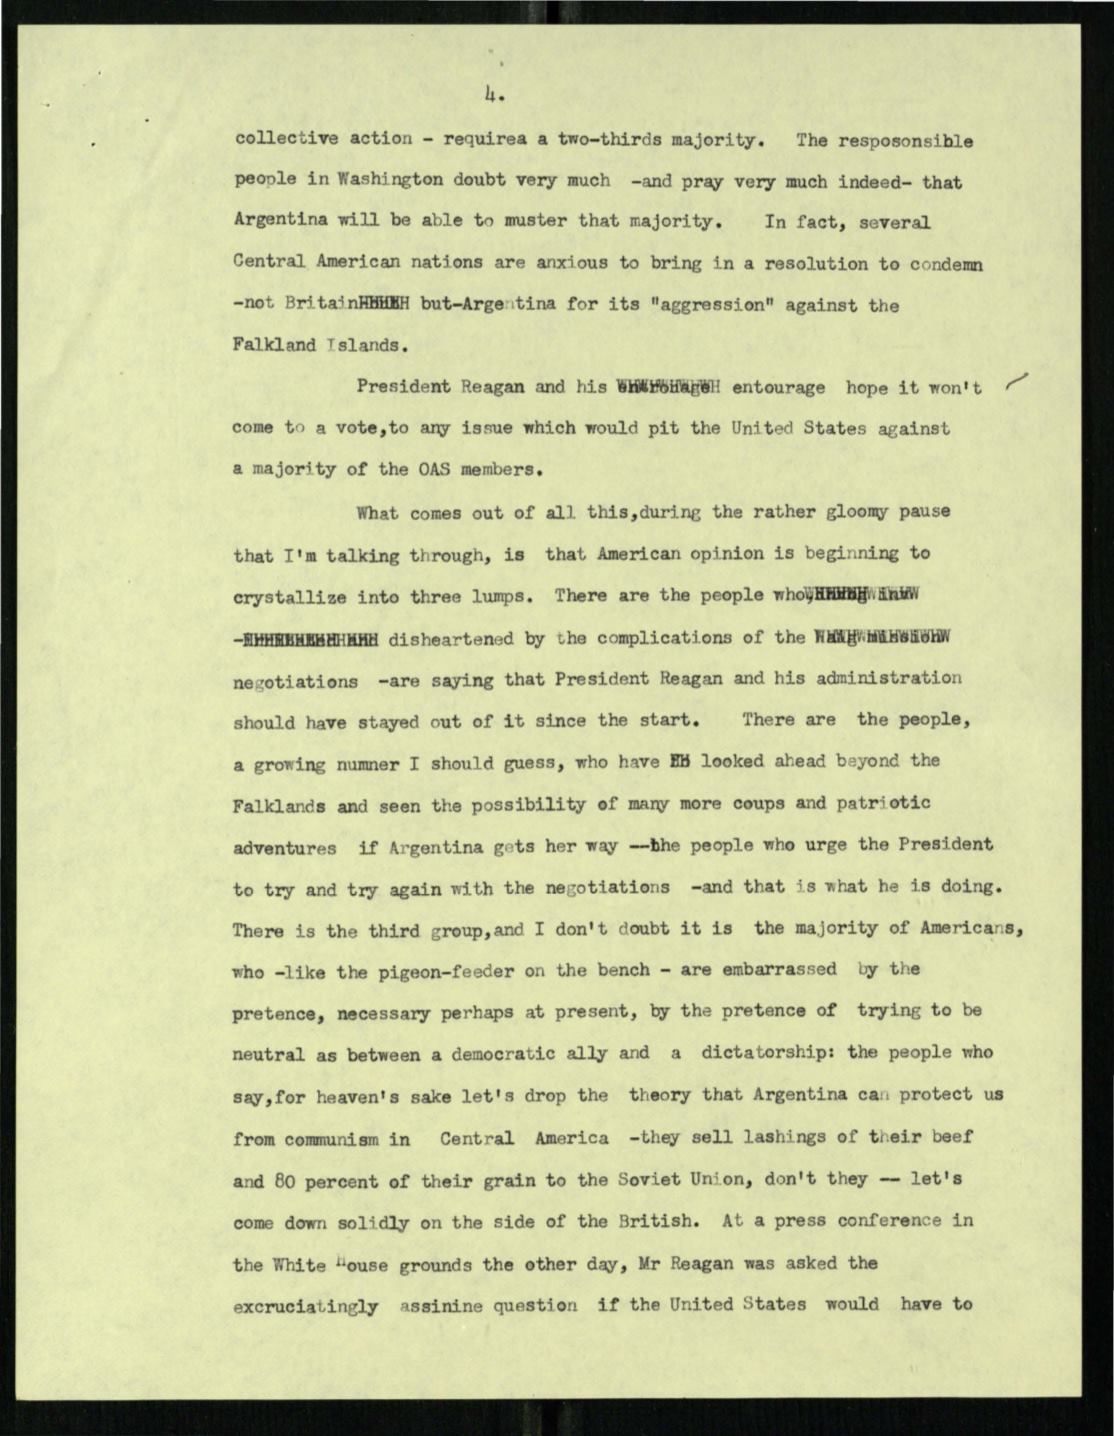 4.
collective action - requirea a two-thirds majority. The resposonsible
people in Washington doubt very much -and pray very much indeed- that
Argentina will be able to muster that majority. In fact, several
Central American nations are anxious to bring in a resolution to condemn
-not Britain but-Argentina for its "aggression" against the
Falkland Islands.
President Reagan and his entourage hope it won't
come to a vote,to any issue which would pit the United States against
a majority of the OAS members.
What comes out of all this,during the rather gloomy pause
that I'm talking through, is that American opinion is beginning to
crystallize into three lumps. There are the people who
- disheartened by the complications of the
negotiations -are saying that President Reagan and his administration
should have stayed out of it since the start. There are the people,
a growing numner I should guess, who have looked ahead beyond the
Falklands and seen the possibility of many more coups and patriotic
adventures if Argentina gets her way --the people who urge the President
to try and try again with the negotiations -and that is what he is doing.
There is the third group,and I don't doubt it is the majority of Americans,
who -like the pigeon-feeder on the bench - are embarrassed by the
pretence, necessary perhaps at present, by the pretence of trying to be
neutral as between a democratic ally and a dictatorship: the people who
say,for heaven's sake let's drop the theory that Argentina can protect us
from communism in Central America -they sell lashings of their beef
and 80 percent of their grain to the Soviet Union, don't they -- let's
come down solidly on the side of the British. At a press conference in
the White House grounds the other day, Mr Reagan was asked the
excruciatingly assinine question if the United States would have to